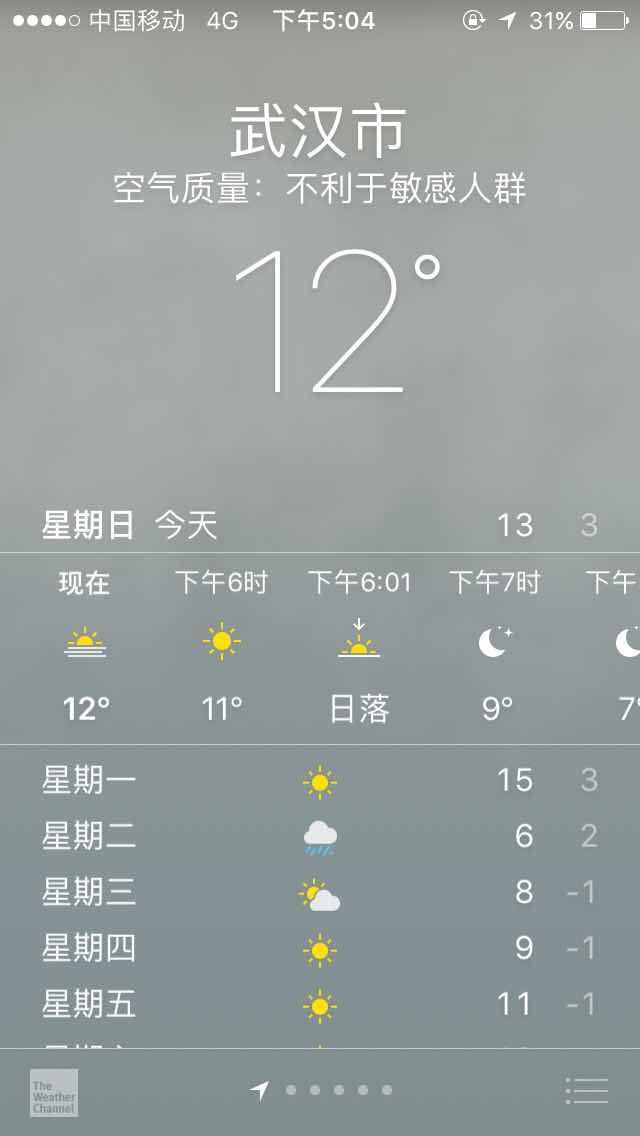 中国移动 4G 下午5:04 31%
武汉市
空气质量：不利于敏感人群
12°
星期日 今天 13 3
现在 下午6时 下午6:01 下午7时 下午
12° 11° 日落 9° 7°
星期一 15 3
星期二 6 2
星期三 8 -1
星期四 9 -1
星期五 11 -1
The
Weather
Channel